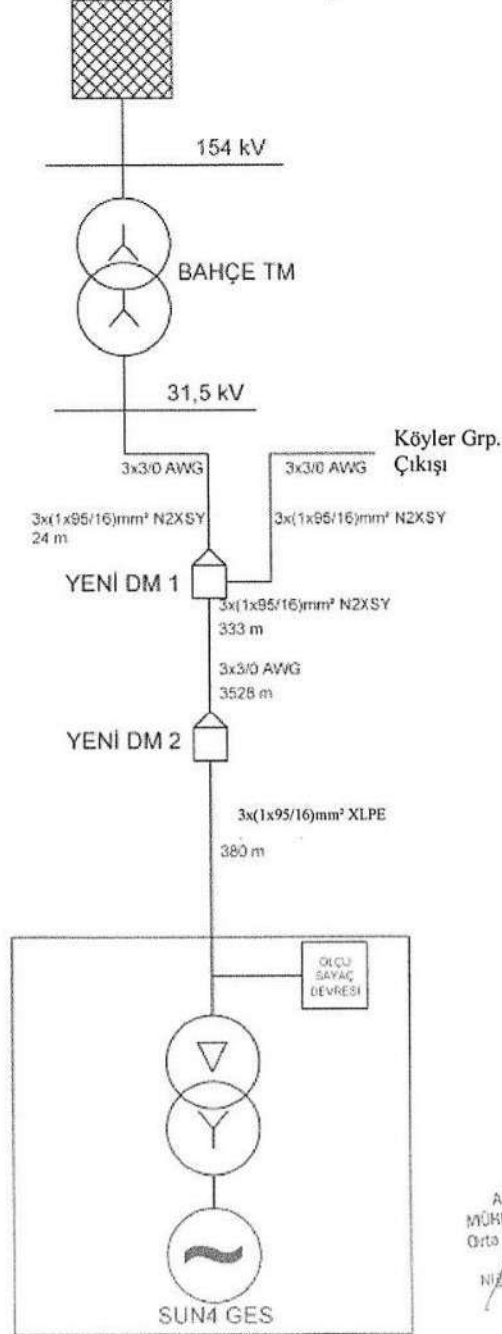 154 kV
BAHÇE TM
31,5 kV
3x3/0 AWG
3x3/0 AWG
Köyler Grp.
Çıkışı
3x(1x95/16)mm² N2XSY
24 m
3x(1x95/16)mm² N2XSY
YENİ DM 1
3x(1x95/16)mm² N2XSY
333 m
3x3/0 AWG
3528 m
YENİ DM 2
3x(1x95/16)mm² XLPE
380 m
ÖLÇÜ
SAYAÇ
DEVRESİ
SUN4 GES